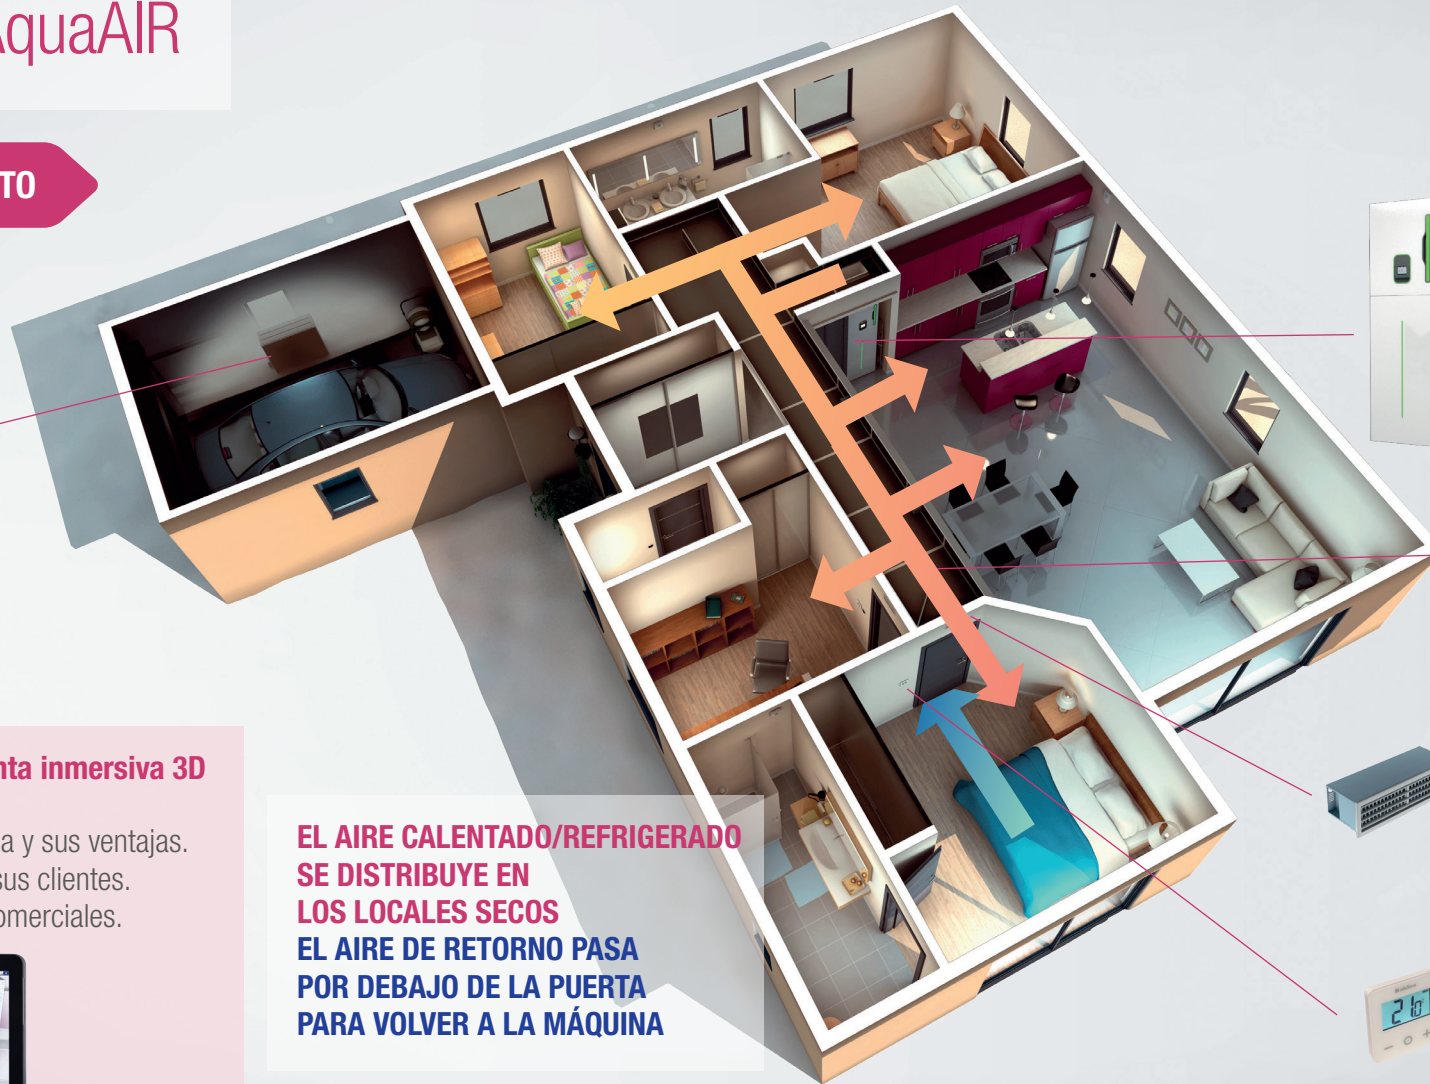 AquaAIR
TO
nta inmersiva 3D
a y sus ventajas.
sus clientes.
omerciales.
EL AIRE CALENTADO/REFRIGERADO
SE DISTRIBUYE EN
LOS LOCALES SECOS
EL AIRE DE RETORNO PASA
POR DEBAJO DE LA PUERTA
PARA VOLVER A LA MÁQUINA